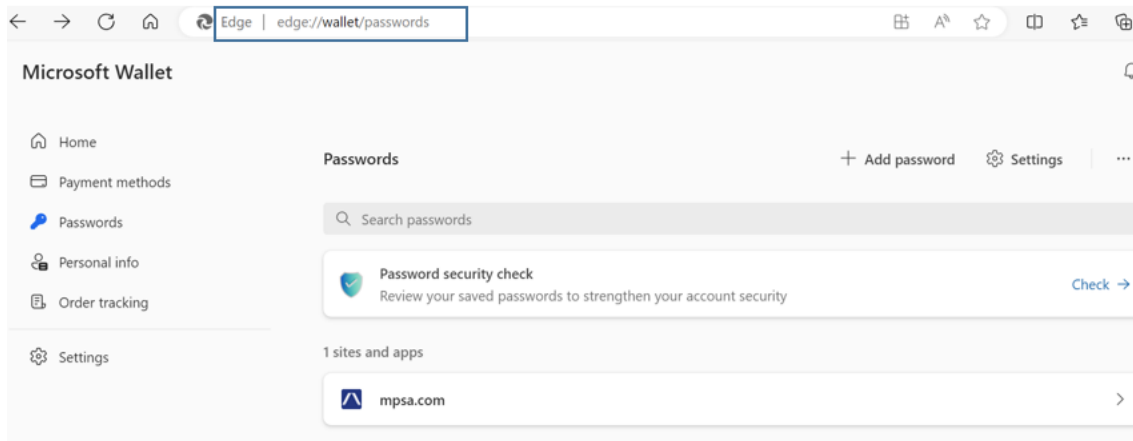 Edge | edge://wallet/passwords
Microsoft Wallet
Home
Payment methods
Passwords
Personal info
Order tracking
Settings
Passwords
Add password
Settings
Search passwords
Password security check
Review your saved passwords to strengthen your account security
Check
1 sites and apps
mpsa.com